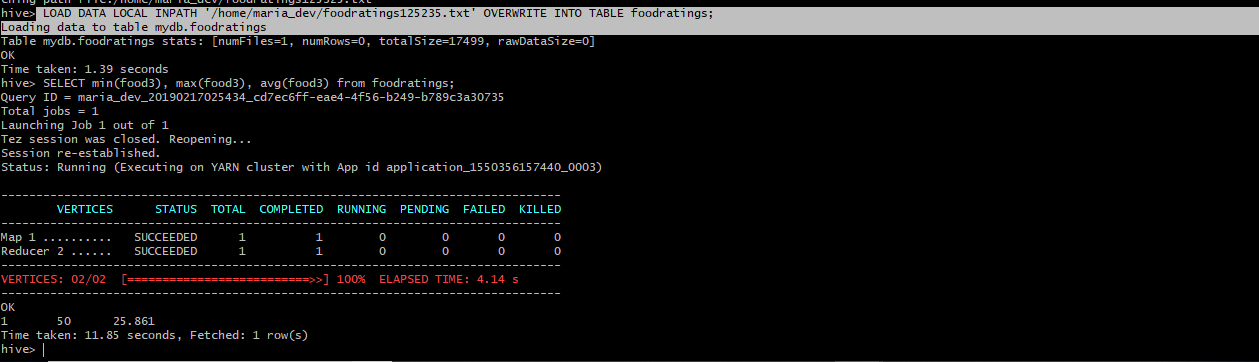 path file:/home/maria_dev/foodratings125325.txt
hive> LOAD DATA LOCAL INPATH '/home/maria_dev/foodratings125235.txt' OVERWRITE INTO TABLE foodratings;
Loading data to table mydb.foodratings
Table mydb.foodratings stats: [numFiles=1, numRows=0, totalSize=17499, rawDataSize=0]
OK
Time taken: 1.39 seconds
hive> SELECT min(food3), max(food3), avg(food3) from foodratings;
Query ID = maria_dev_20190217025434_cd7ec6ff-eae4-4f56-b249-b789c3a30735
Total jobs = 1
Launching Job 1 out of 1
Tez session was closed. Reopening...
Session re-established.
Status: Running (Executing on YARN cluster with App id application_1550356157440_0003)
--------------------------------------------------------------------------------
VERTICES STATUS TOTAL COMPLETED RUNNING PENDING FAILED KILLED
--------------------------------------------------------------------------------
Map 1 .......... SUCCEEDED 1 1 0 0 0 0
Reducer 2 ...... SUCCEEDED 1 1 0 0 0 0
--------------------------------------------------------------------------------
VERTICES: 02/02 [==========================>>] 100% ELAPSED TIME: 4.14 s
--------------------------------------------------------------------------------
OK
1 50 25.861
Time taken: 11.85 seconds, Fetched: 1 row(s)
hive>